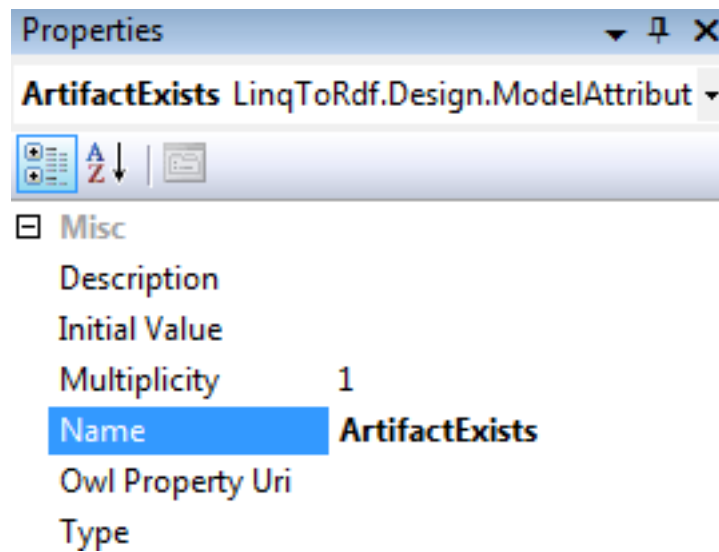 Properties
ArtifactExists LinqToRdf.Design.ModelAttribut
Misc
Description
Initial Value
Multiplicity 1
Name ArtifactExists
Owl Property Uri
Type